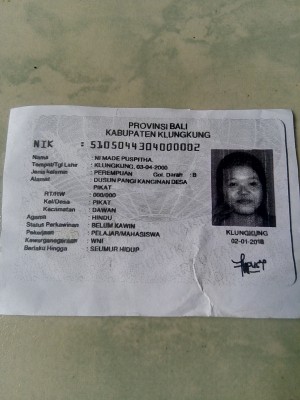 PROVINSI BALI
KABUPATEN KLUNGKUNG
NIK : 5105044304000002
Nama : NI MADE PUSPITHA
Tempat/Tgl Lahir : KLUNGKUNG, 03-04-2000
Jenis kelamin : PEREMPUAN Gol. Darah : B
Alamat : DUSUN PANGI KANGINAN DESA
PIKAT
RT/RW : 000/000
Kel/Desa : PIKAT
Kecamatan : DAWAN
Agama : HINDU
Status Perkawinan : BELUM KAWIN
Pekerjaan : PELAJAR/MAHASISWA
Kewarganegaraan : WNI
Berlaku Hingga : SEUMUR HIDUP
KLUNGKUNG
02-01-2018